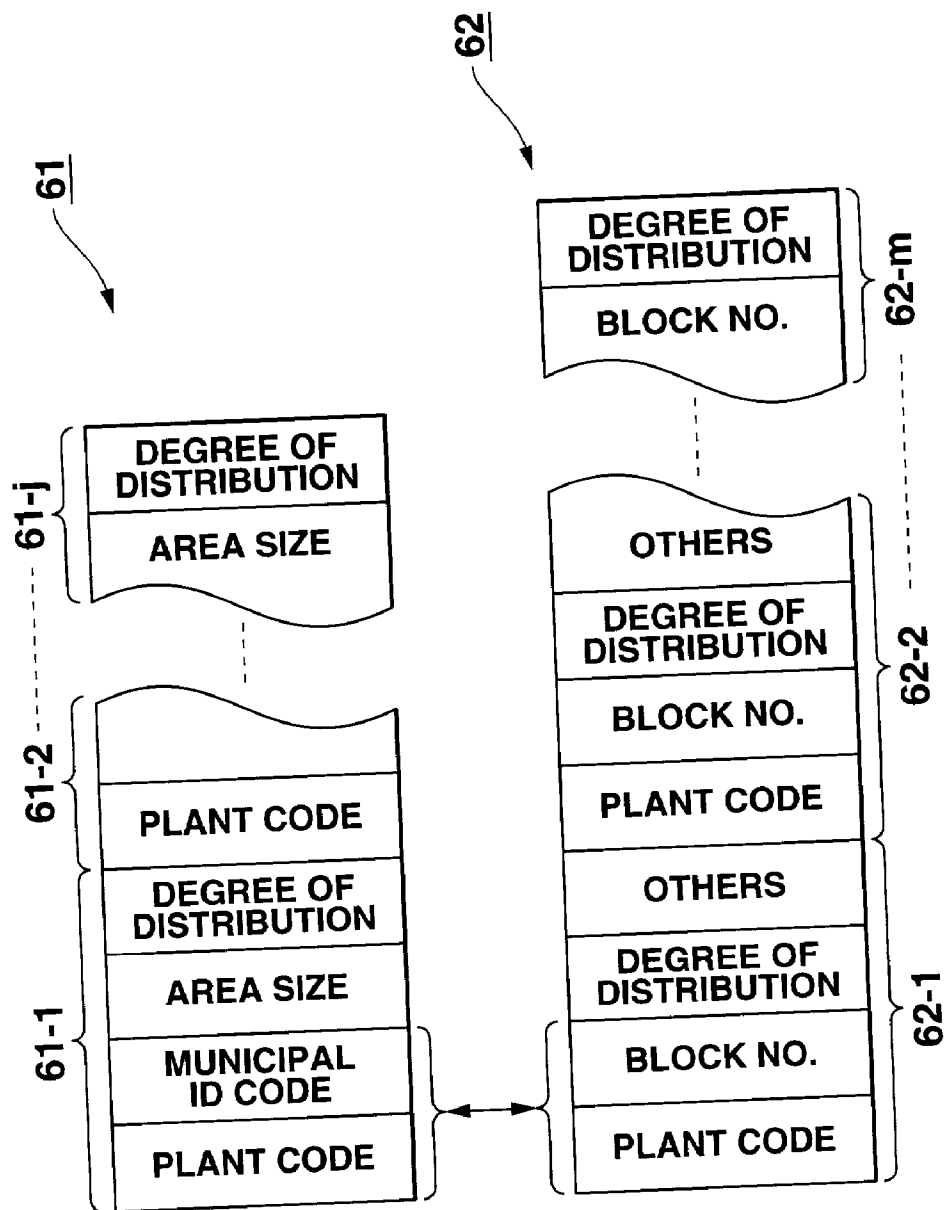 61
DEGREE OF
DISTRIBUTION
AREA SIZE
PLANT CODE
DEGREE OF
DISTRIBUTION
AREA SIZE
MUNICIPAL
ID CODE
PLANT CODE
61-j
61-2
61-1
62
DEGREE OF
DISTRIBUTION
BLOCK NO.
OTHERS
DEGREE OF
DISTRIBUTION
BLOCK NO.
PLANT CODE
OTHERS
DEGREE OF
DISTRIBUTION
BLOCK NO.
PLANT CODE
62-m
62-2
62-1